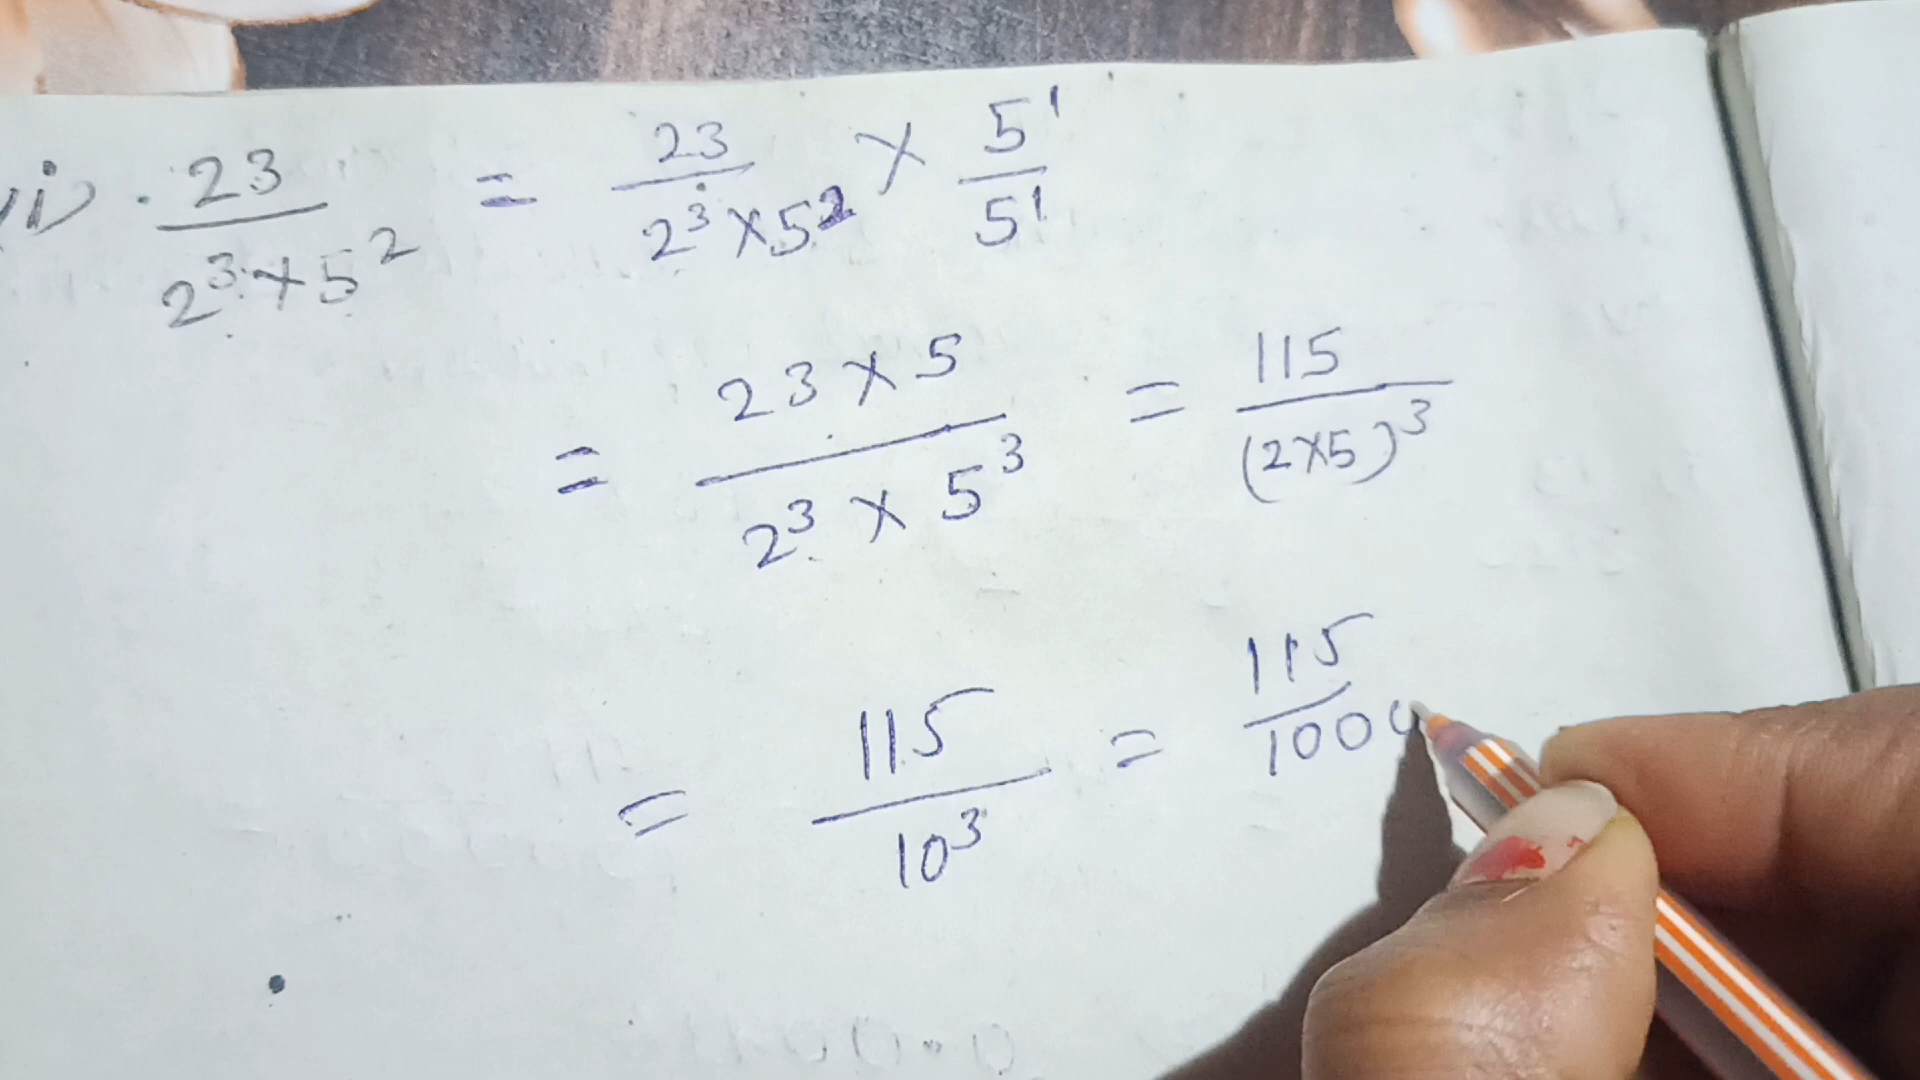 vi) . 23/2³×5² = 23/2³×5² × 5¹/5¹
= 23×5/2³×5³ = 115/(2×5)³
= 115/10³ = 115/1000